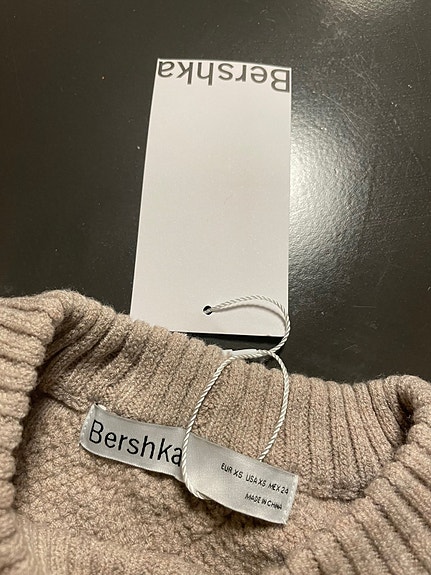 Bershka
Bershka
EUR XS USA XS MEX 24
MADE IN CHINA